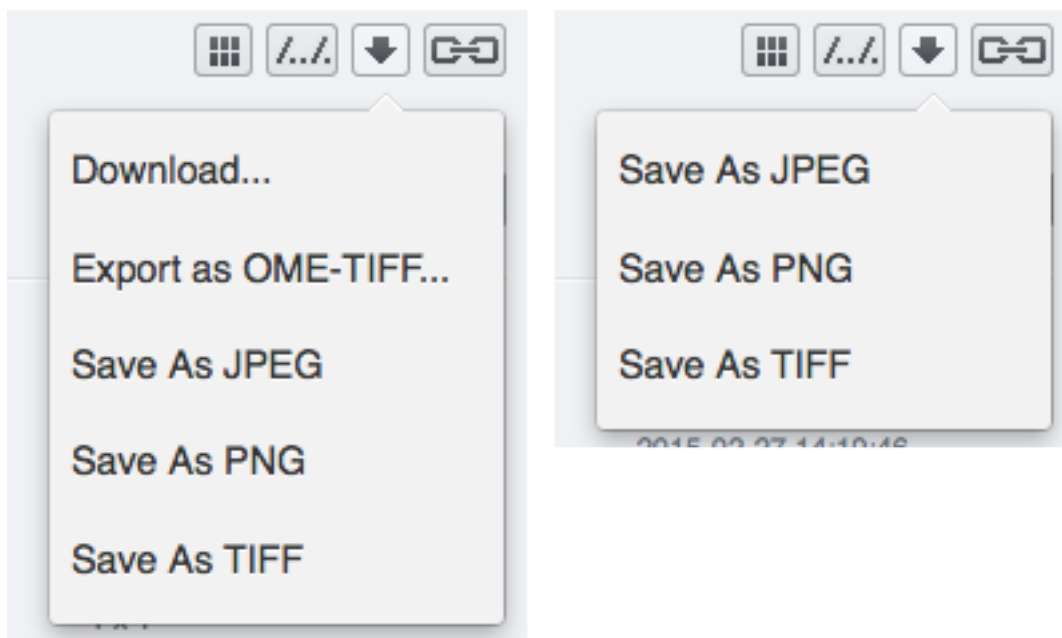 /../.
Download...
Export as OME-TIFF...
Save As JPEG
Save As PNG
Save As TIFF
/../.
Save As JPEG
Save As PNG
Save As TIFF